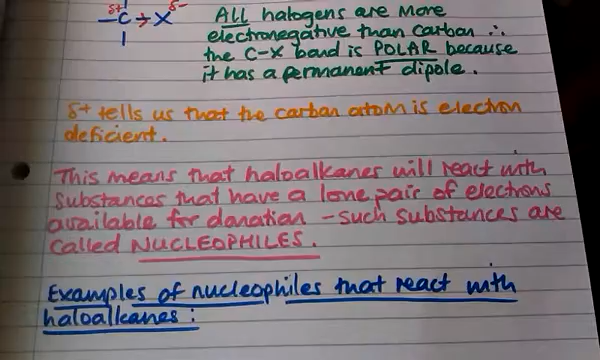 δ+ δ-
-C→X
ALL halogens are more
electronegative than carbon ∴
the C-X bond is POLAR because
it has a permanent dipole.
δ+ tells us that the carbon atom is electron
deficient.
This means that haloalkanes will react with
substances that have a lone pair of electrons
available for donation - such substances are
called NUCLEOPHILES.
Examples of nucleophiles that react with
haloalkanes: